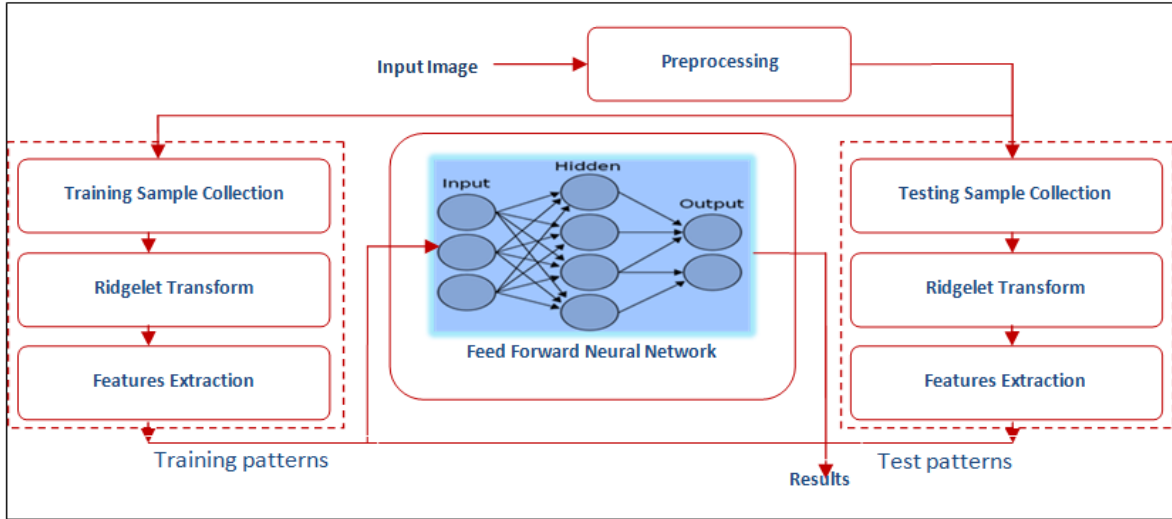 Input Image
Preprocessing
Training Sample Collection
Ridgelet Transform
Features Extraction
Training patterns
Input
Hidden
Output
Feed Forward Neural Network
Testing Sample Collection
Ridgelet Transform
Features Extraction
Test patterns
Results